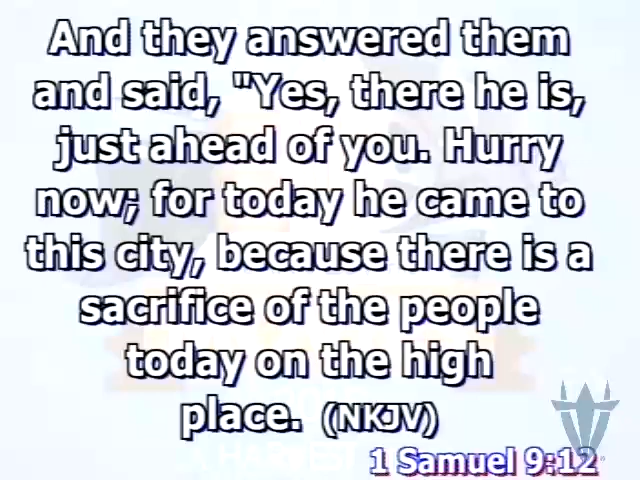 And they answered them
and said, "Yes, there he is,
just ahead of you. Hurry
now; for today he came to
this city, because there is a
sacrifice of the people
today on the high
place. (NKJV)
HARVEST
1 Samuel 9:12